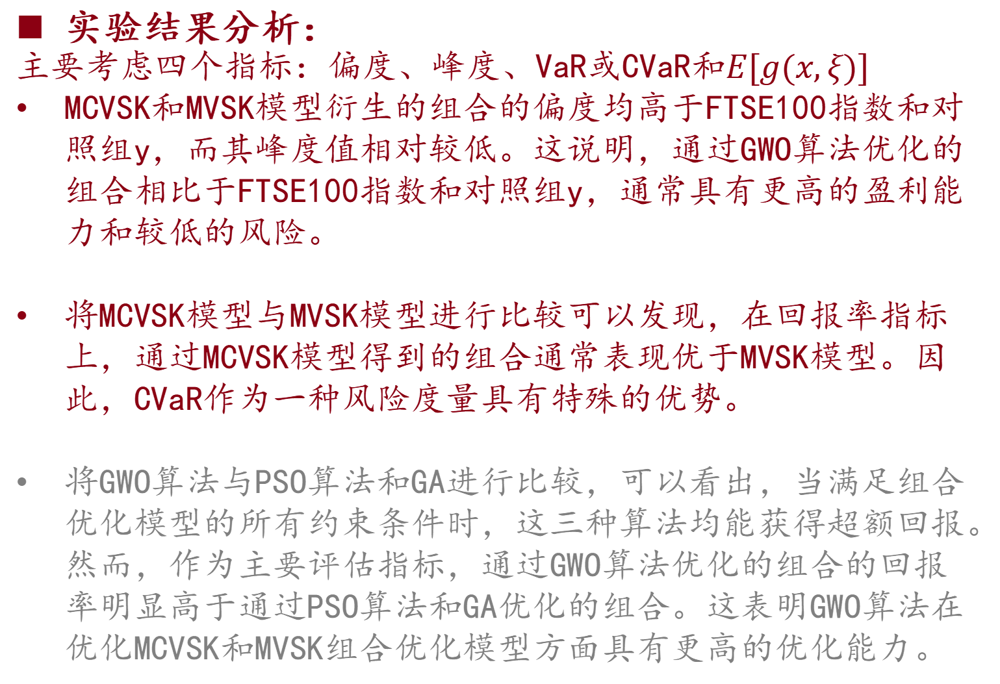 ■ 实验结果分析：
主要考虑四个指标：偏度、峰度、VaR或CVaR和E[g(x,ξ)]
• MCVSK和MVSK模型衍生的组合的偏度均高于FTSE100指数和对
照组y，而其峰度值相对较低。这说明，通过GWO算法优化的
组合相比于FTSE100指数和对照组y，通常具有更高的盈利能
力和较低的风险。
• 将MCVSK模型与MVSK模型进行比较可以发现，在回报率指标
上，通过MCVSK模型得到的组合通常表现优于MVSK模型。因
此，CVaR作为一种风险度量具有特殊的优势。
• 将GWO算法与PSO算法和GA进行比较，可以看出，当满足组合
优化模型的所有约束条件时，这三种算法均能获得超额回报。
然而，作为主要评估指标，通过GWO算法优化的组合的回报
率明显高于通过PSO算法和GA优化的组合。这表明GWO算法在
优化MCVSK和MVSK组合优化模型方面具有更高的优化能力。